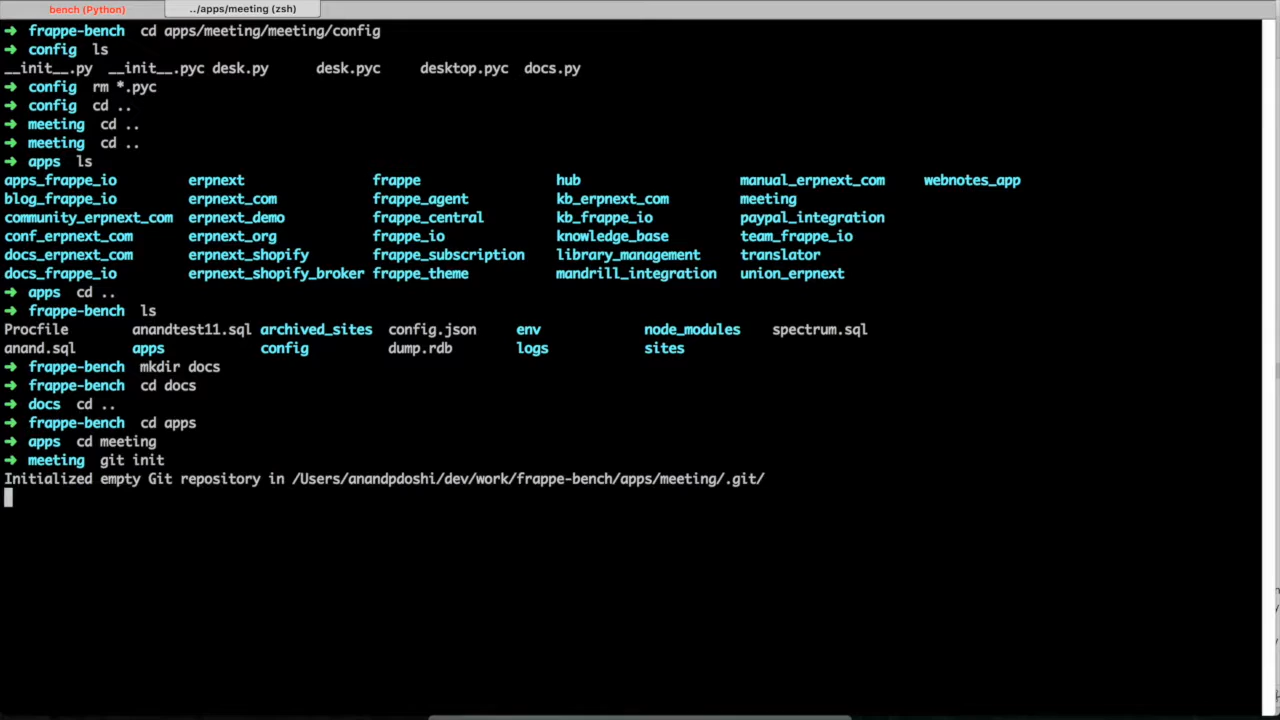 bench (Python) ../apps/meeting (zsh)
➜ frappe-bench cd apps/meeting/meeting/config
➜ config ls
__init__.py __init__.pyc desk.py desk.pyc desktop.pyc docs.py
➜ config rm *.pyc
➜ config cd ..
➜ meeting cd ..
➜ meeting cd ..
➜ apps ls
apps_frappe_io erpnext frappe hub manual_erpnext_com webnotes_app
blog_frappe_io erpnext_com frappe_agent kb_erpnext_com meeting
community_erpnext_com erpnext_demo frappe_central kb_frappe_io paypal_integration
conf_erpnext_com erpnext_org frappe_io knowledge_base team_frappe_io
docs_erpnext_com erpnext_shopify frappe_subscription library_management translator
docs_frappe_io erpnext_shopify_broker frappe_theme mandrill_integration union_erpnext
➜ apps cd ..
➜ frappe-bench ls
Procfile anandtest11.sql archived_sites config.json env node_modules spectrum.sql
anand.sql apps config dump.rdb logs sites
➜ frappe-bench mkdir docs
➜ frappe-bench cd docs
➜ docs cd ..
➜ frappe-bench cd apps
➜ apps cd meeting
➜ meeting git init
Initialized empty Git repository in /Users/anandpdoshi/dev/work/frappe-bench/apps/meeting/.git/